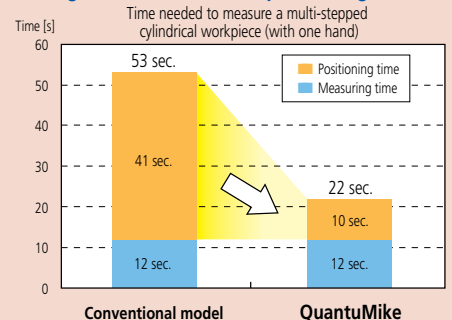 Time needed to measure a multi-stepped
cylindrical workpiece (with one hand)
Time [s]
60
50
40
30
20
10
0
53 sec.
41 sec.
12 sec.
22 sec.
10 sec.
12 sec.
Positioning time
Measuring time
Conventional model
QuantuMike